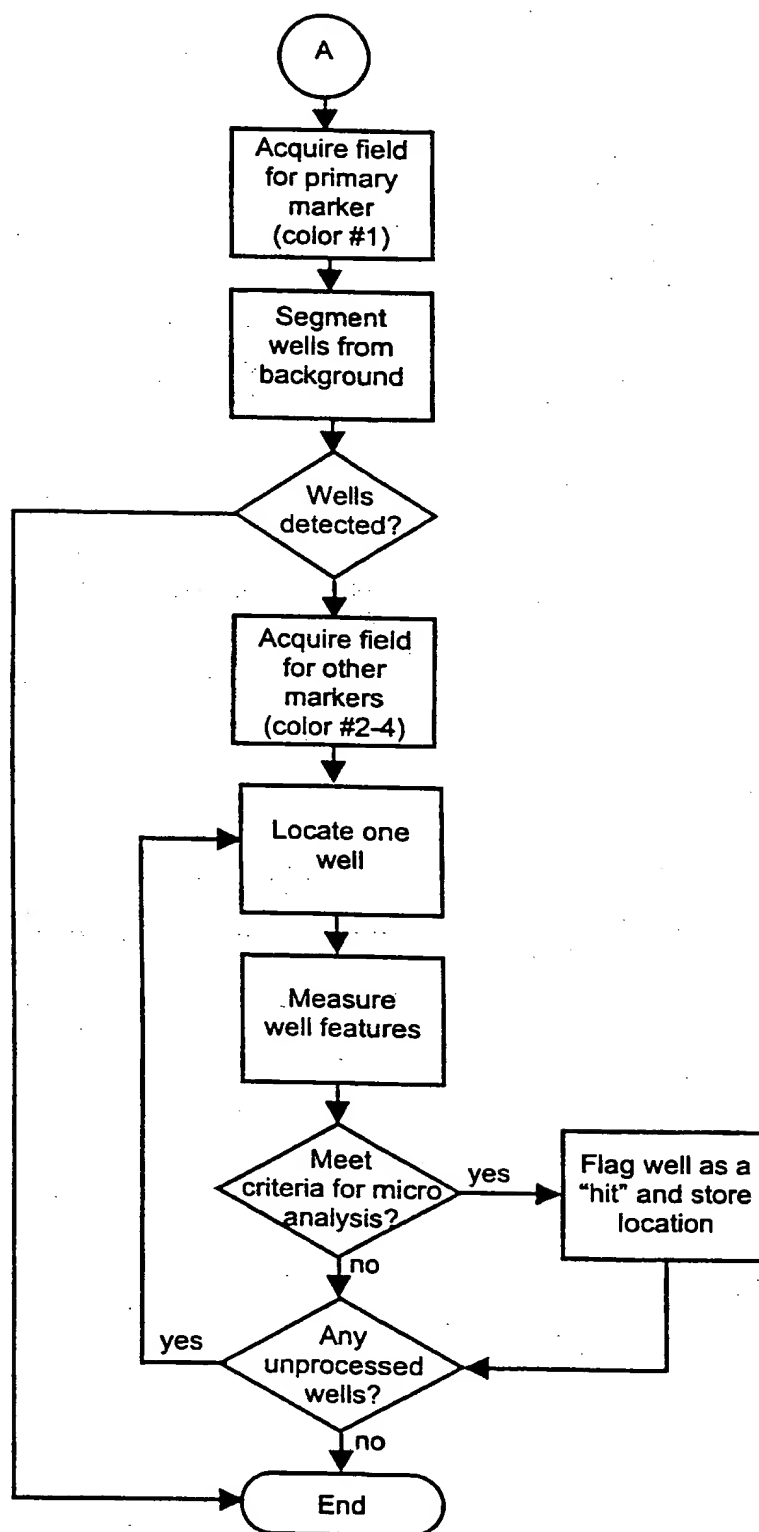 A
Acquire field
for primary
marker
(color #1)
Segment
wells from
background
Wells
detected?
Acquire field
for other
markers
(color #2-4)
Locate one
well
Measure
well features
Meet
criteria for micro
analysis?
yes
Flag well as a
“hit” and store
location
no
yes
Any
unprocessed
wells?
no
End